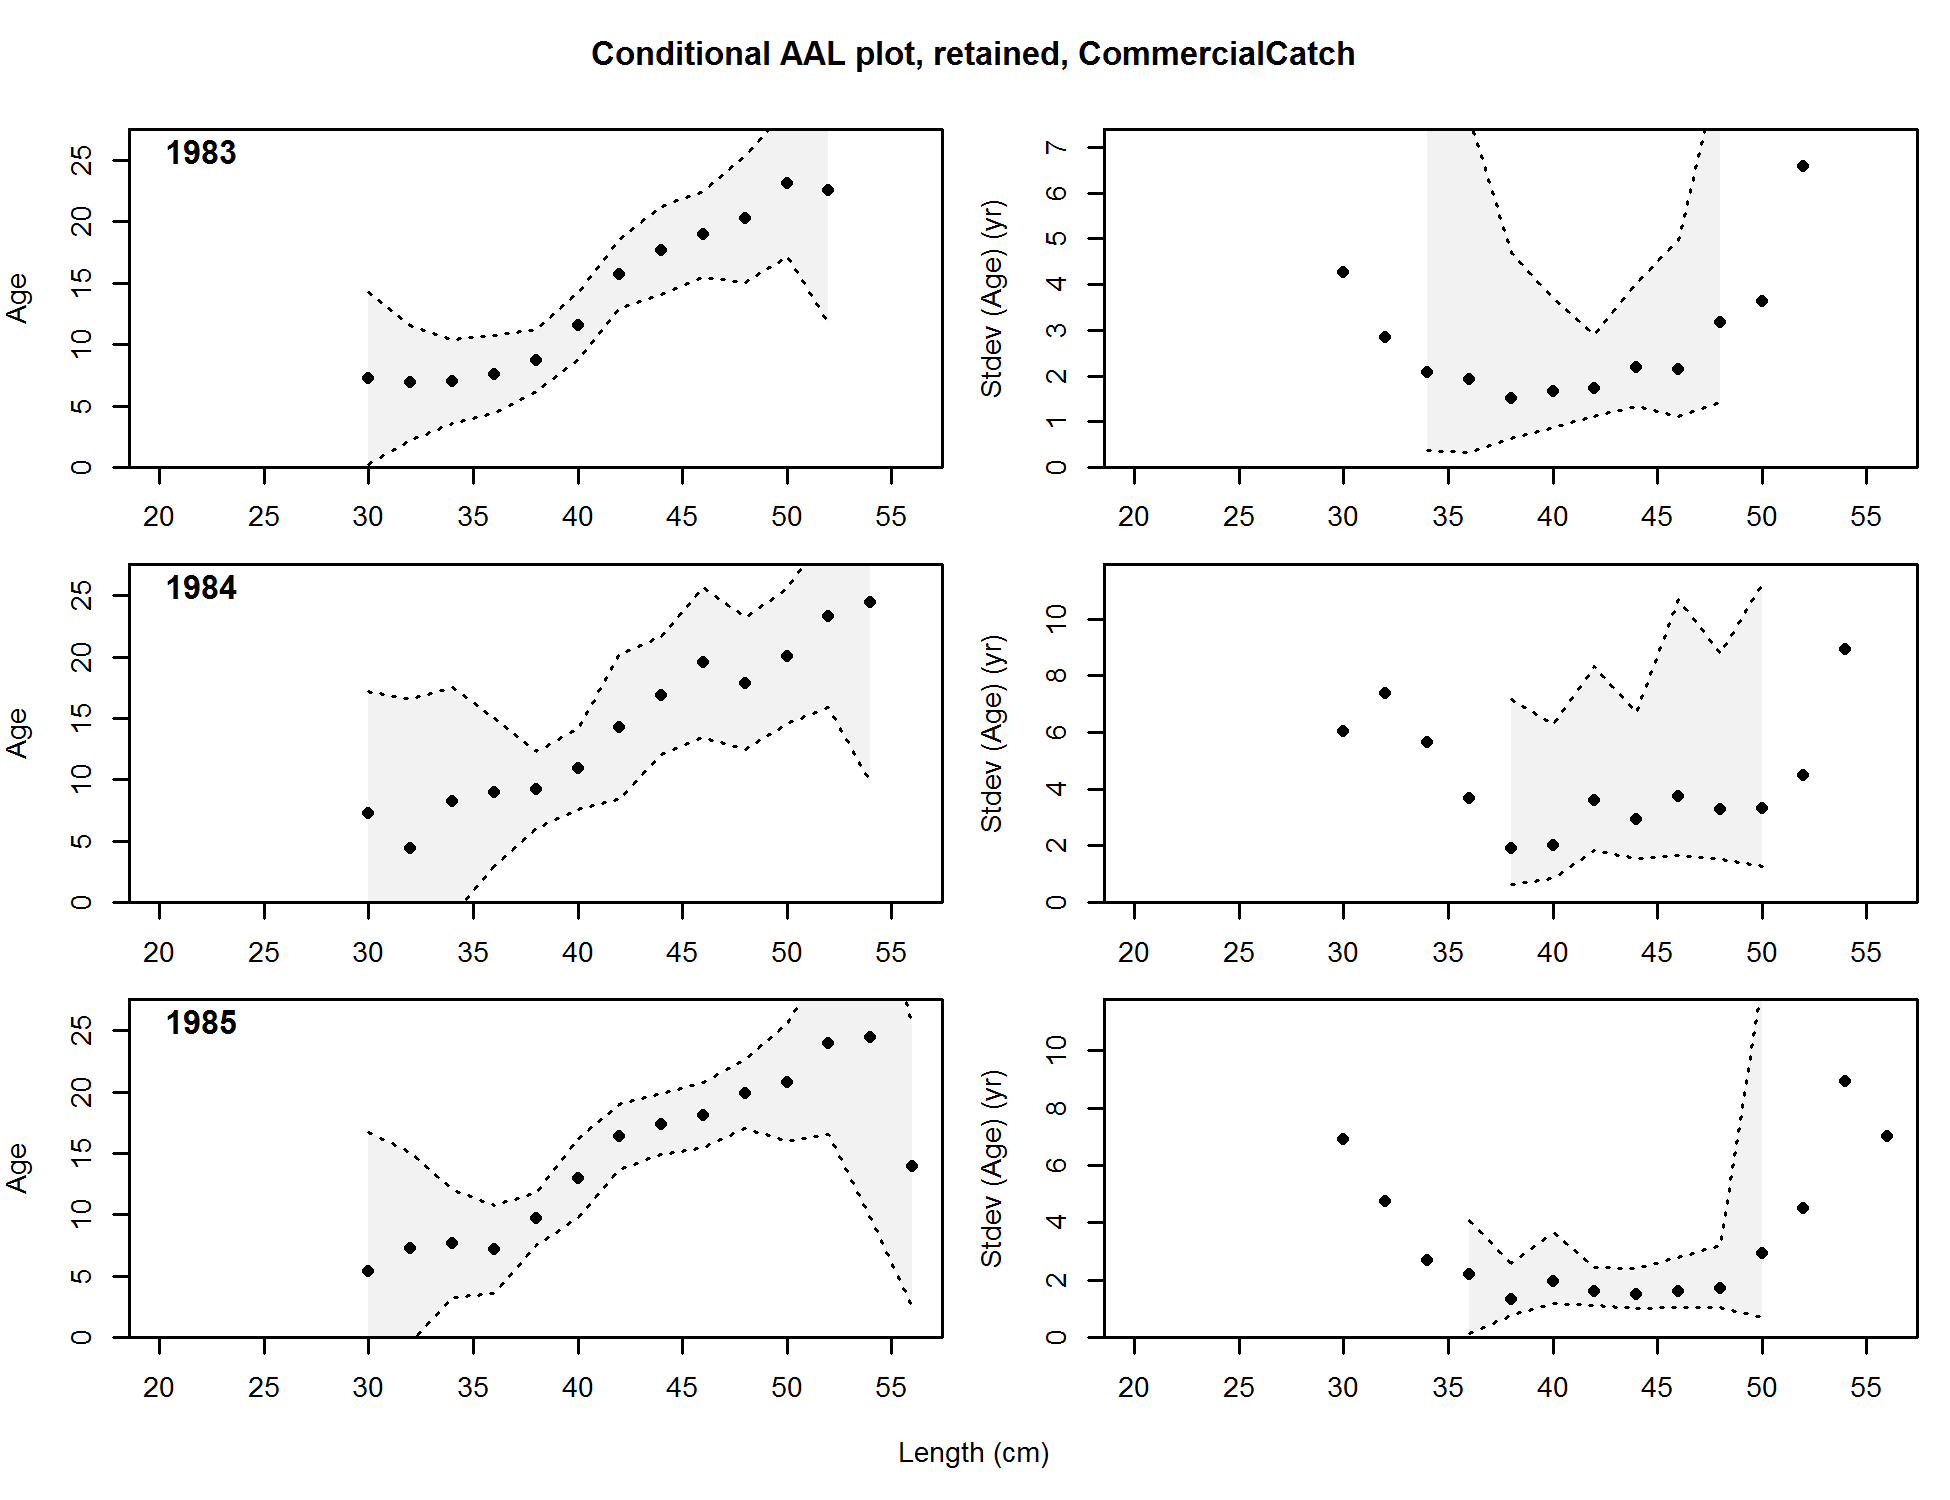 Conditional AAL plot, retained, CommercialCatch
1983
Age
0 5 10 15 20 25
20 25 30 35 40 45 50 55
Stdev (Age) (yr)
0 1 2 3 4 5 6 7
20 25 30 35 40 45 50 55
1984
Age
0 5 10 15 20 25
20 25 30 35 40 45 50 55
Stdev (Age) (yr)
0 2 4 6 8 10
20 25 30 35 40 45 50 55
1985
Age
0 5 10 15 20 25
20 25 30 35 40 45 50 55
Stdev (Age) (yr)
0 2 4 6 8 10
20 25 30 35 40 45 50 55
Length (cm)